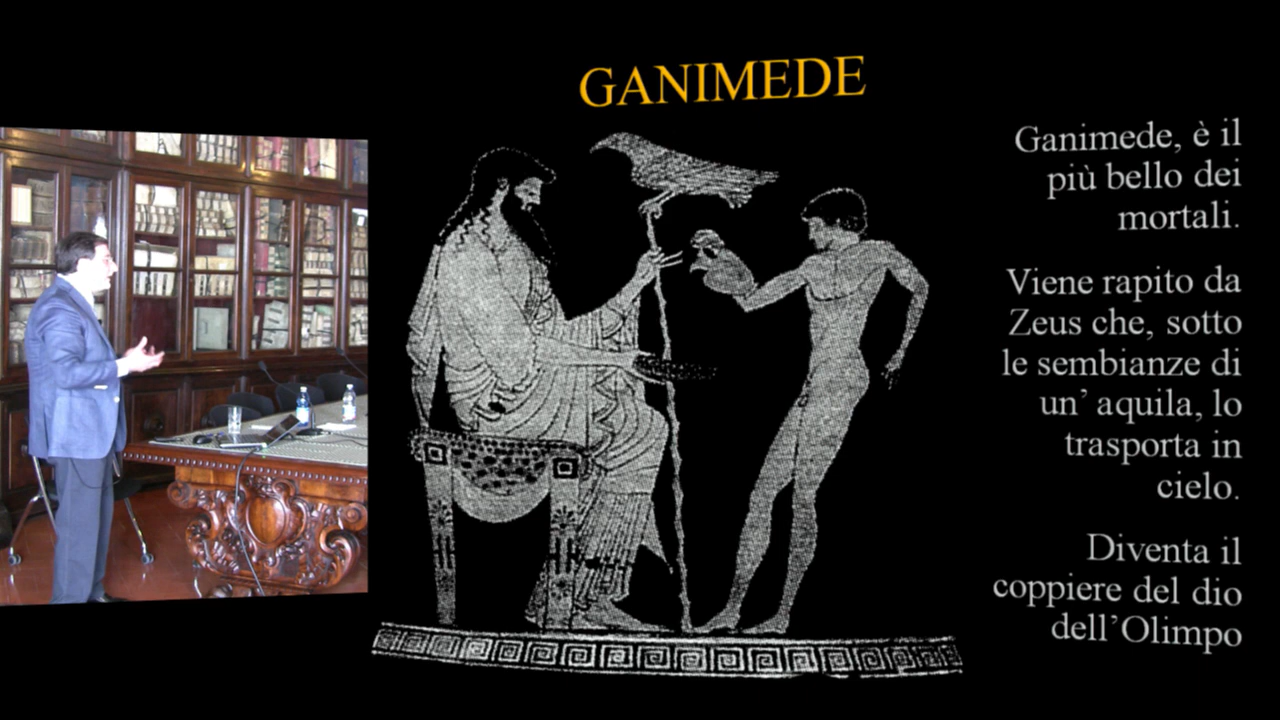 GANIMEDE
Ganimede, è il
più bello dei
mortali.
Viene rapito da
Zeus che, sotto
le sembianze di
un’ aquila, lo
trasporta in
cielo.
Diventa il
coppiere del dio
dell’Olimpo